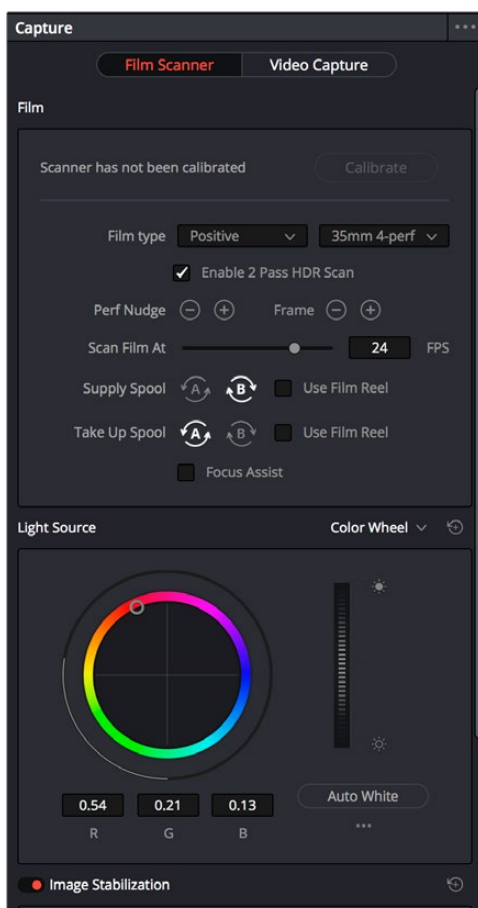 Capture
Film Scanner Video Capture
Film
Scanner has not been calibrated Calibrate
Film type Positive 35mm 4-perf
Enable 2 Pass HDR Scan
Perf Nudge Frame
Scan Film At 24 FPS
Supply Spool A B Use Film Reel
Take Up Spool A B Use Film Reel
Focus Assist
Light Source Color Wheel
0.54 0.21 0.13 Auto White
R G B
Image Stabilization